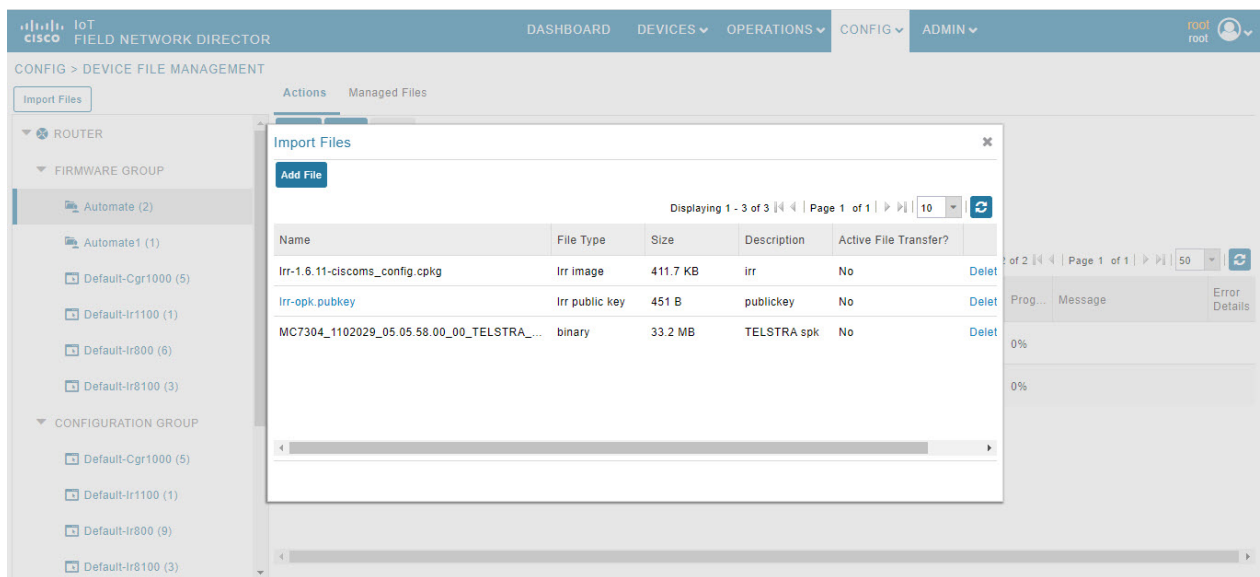 IoT
CISCO FIELD NETWORK DIRECTOR
DASHBOARD DEVICES OPERATIONS CONFIG ADMIN
root
root
CONFIG > DEVICE FILE MANAGEMENT
Import Files
Actions Managed Files
ROUTER
FIRMWARE GROUP
Automate (2)
Automate1 (1)
Default-Cgr1000 (5)
Default-Ir1100 (1)
Default-Ir800 (6)
Default-Ir8100 (3)
CONFIGURATION GROUP
Default-Cgr1000 (5)
Default-Ir1100 (1)
Default-Ir800 (9)
Default-Ir8100 (3)
Import Files
Add File
Displaying 1 - 3 of 3 Page 1 of 1 10
Name File Type Size Description Active File Transfer?
lrr-1.6.11-ciscoms_config.cpkg lrr image 411.7 KB irr No Delet
lrr-opk.pubkey lrr public key 451 B publickey No Delet
MC7304_1102029_05.05.58.00_00_TELSTRA_... binary 33.2 MB TELSTRA spk No Delet
of 2 Page 1 of 1 50
Prog... Message Error Details
0%
0%